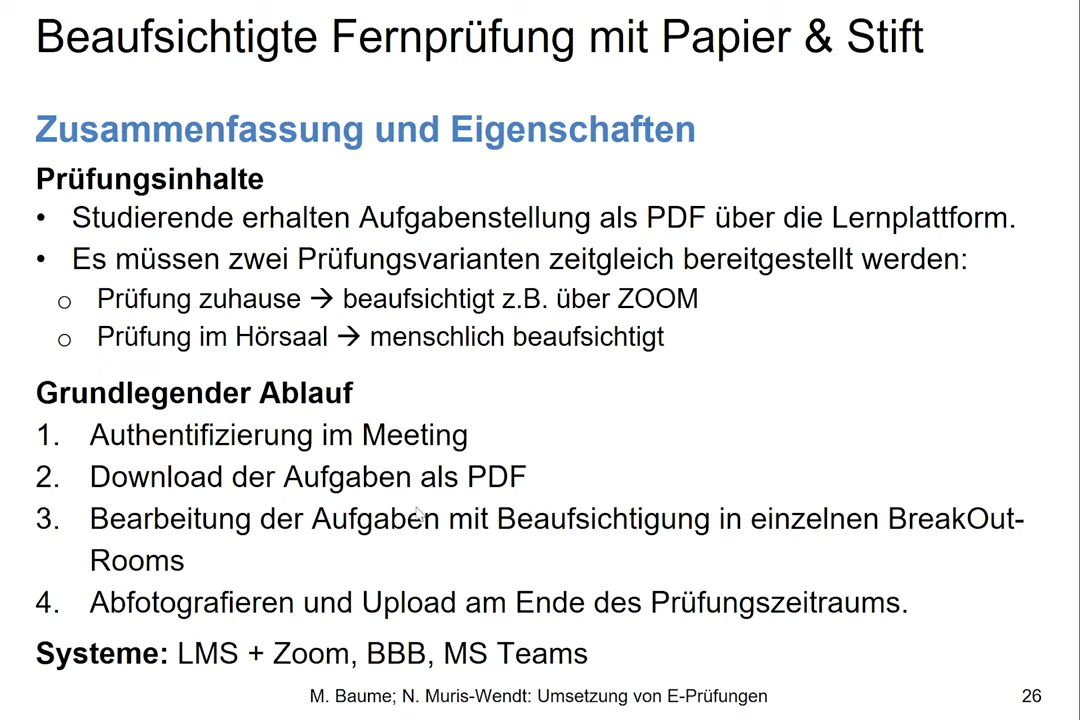 Beaufsichtigte Fernprüfung mit Papier & Stift
Zusammenfassung und Eigenschaften
Prüfungsinhalte
• Studierende erhalten Aufgabenstellung als PDF über die Lernplattform.
• Es müssen zwei Prüfungsvarianten zeitgleich bereitgestellt werden:
o Prüfung zuhause → beaufsichtigt z.B. über ZOOM
o Prüfung im Hörsaal → menschlich beaufsichtigt
Grundlegender Ablauf
1. Authentifizierung im Meeting
2. Download der Aufgaben als PDF
3. Bearbeitung der Aufgaben mit Beaufsichtigung in einzelnen BreakOut-
Rooms
4. Abfotografieren und Upload am Ende des Prüfungszeitraums.
Systeme: LMS + Zoom, BBB, MS Teams
M. Baume; N. Muris-Wendt: Umsetzung von E-Prüfungen 26